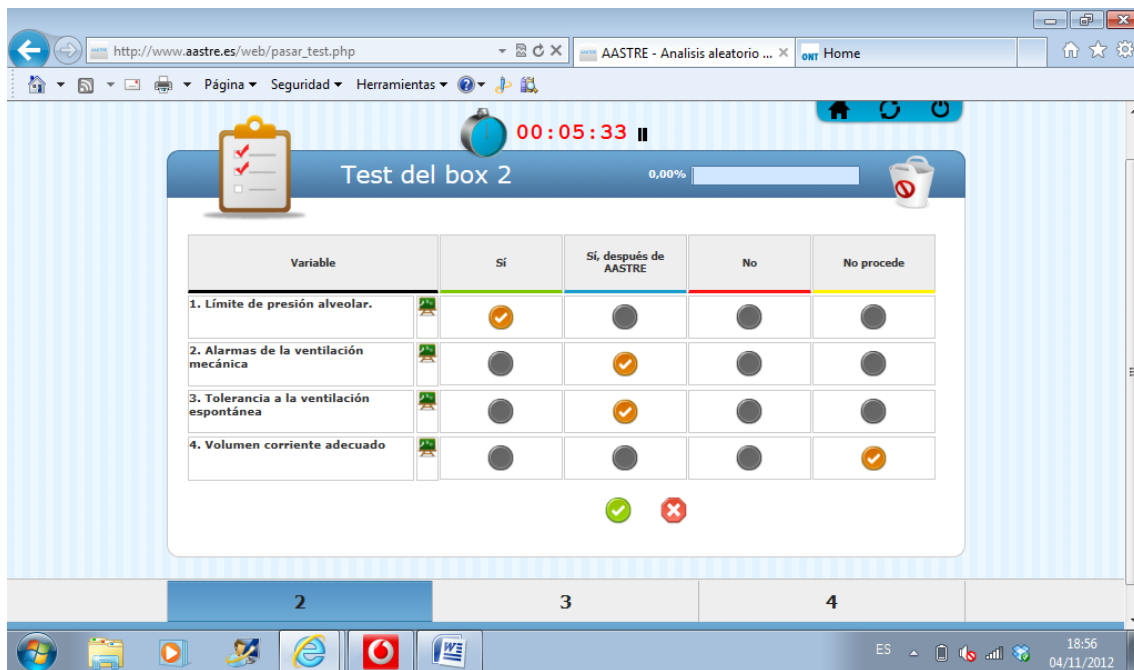 http://www.aastre.es/web/pasar_test.php
AASTRE - Analisis aleatorio ...
ONT Home
Página
Seguridad
Herramientas
00:05:33
Test del box 2
0,00%
Variable
Sí
Sí, después de
AASTRE
No
No procede
1. Límite de presión alveolar.
2. Alarmas de la ventilación
mecánica
3. Tolerancia a la ventilación
espontánea
4. Volumen corriente adecuado
2
3
4
ES
18:56
04/11/2012